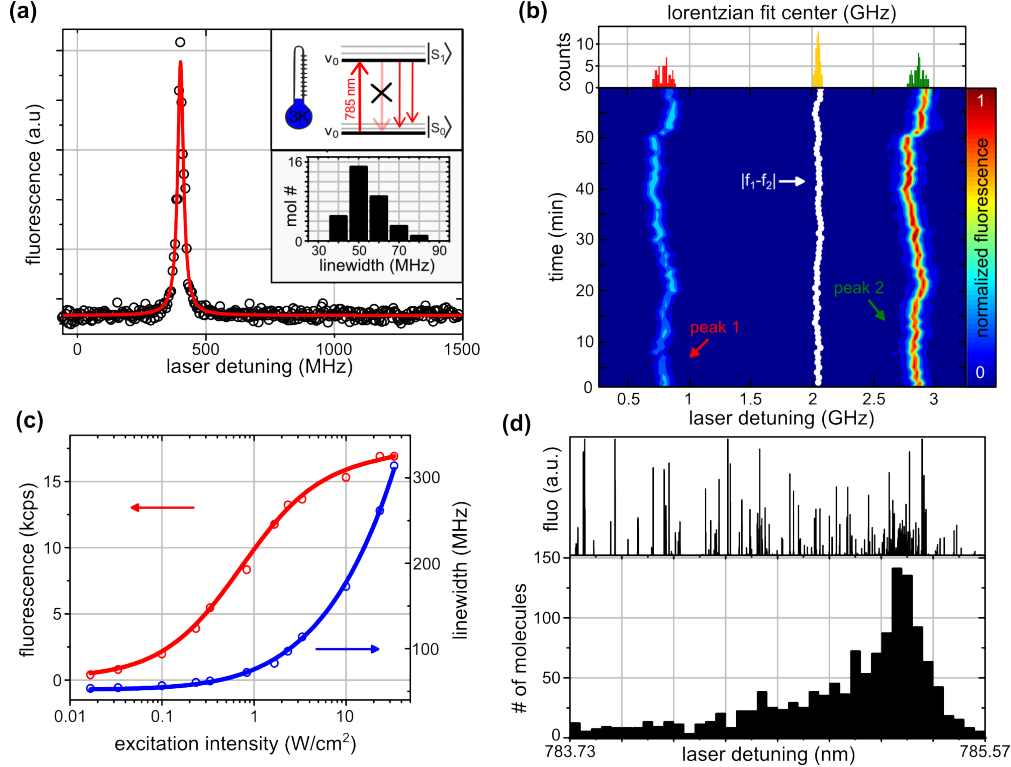 (a)
fluorescence (a.u)
0
500
1000
1500
laser detuning (MHz)
3K
785 nm
v₀
|S₁⟩
v₀
|S₀⟩
mol #
16
12
8
4
0
30
50
70
90
linewidth (MHz)
(b)
lorentzian fit center (GHz)
counts
10
5
0
time (min)
50
40
30
20
10
0
|f₁-f₂|
peak 2
peak 1
1
normalized fluorescence
0
0.5
1
1.5
2
2.5
3
laser detuning (GHz)
(c)
fluorescence (kcps)
15
10
5
0
300
200
100
linewidth (MHz)
0.01
0.1
1
10
excitation intensity (W/cm²)
(d)
fluo (a.u.)
# of molecules
150
100
50
0
783.73
laser detuning (nm)
785.57